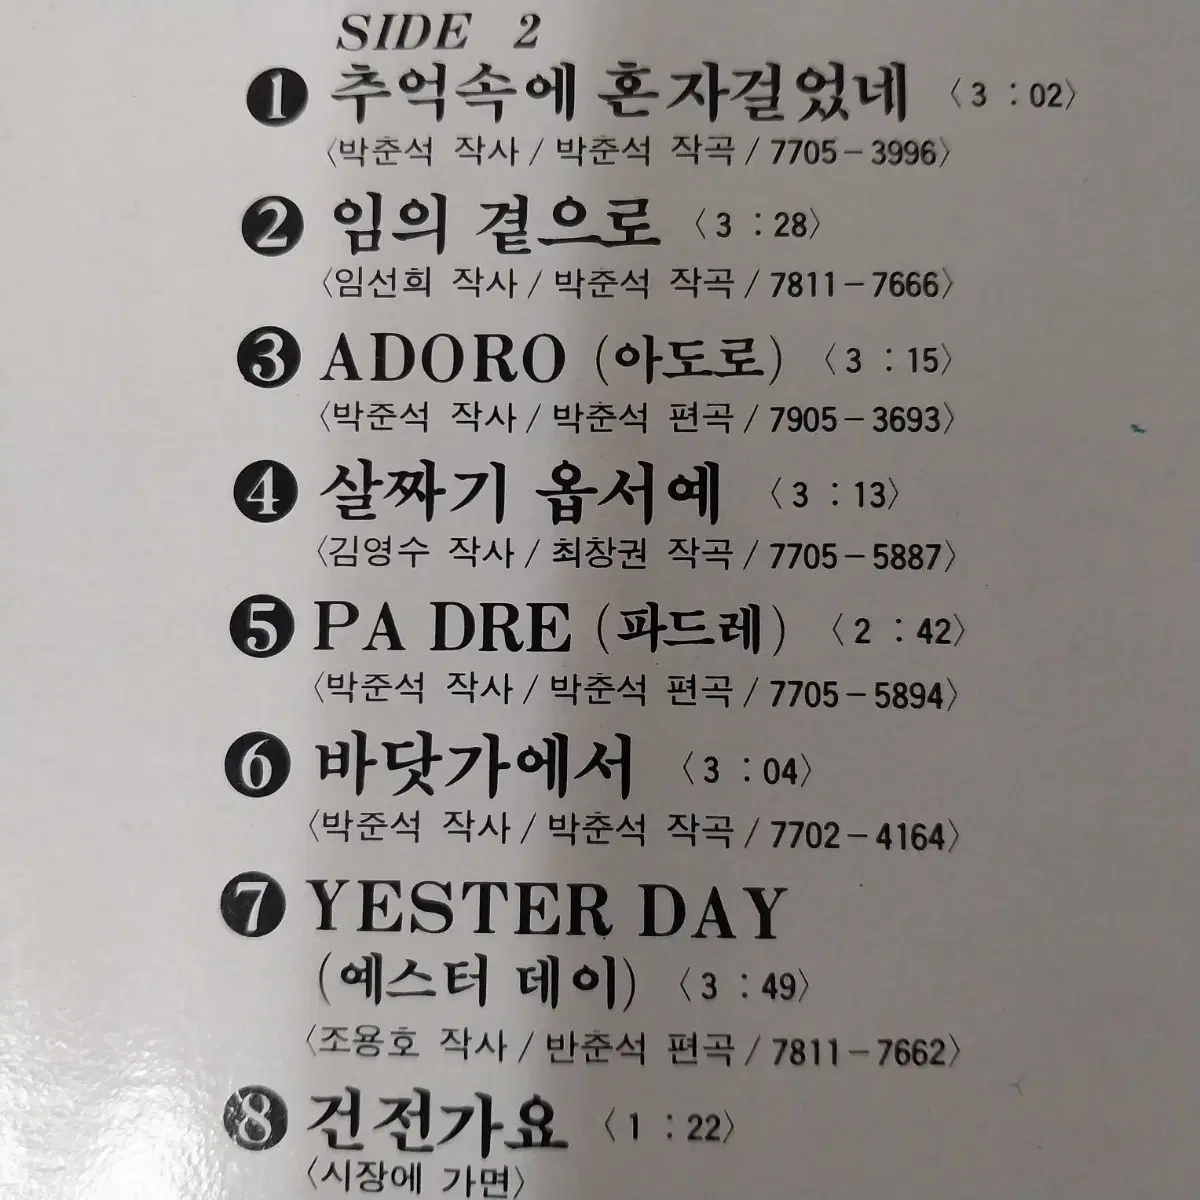 SIDE 2
❶ 추억속에 혼자걸었네 〈3 : 02〉
〈박춘석 작사 / 박춘석 작곡 / 7705-3996〉
❷ 임의 곁으로 〈3 : 28〉
〈임선희 작사 / 박춘석 작곡 / 7811-7666〉
❸ ADORO (아도로) 〈3 : 15〉
〈박준석 작사 / 박춘석 편곡 / 7905-3693〉
❹ 살짜기 옵서예 〈3 : 13〉
〈김영수 작사 / 최창권 작곡 / 7705-5887〉
❺ PA DRE (파드레) 〈2 : 42〉
〈박준석 작사 / 박춘석 편곡 / 7705-5894〉
❻ 바닷가에서 〈3 : 04〉
〈박준석 작사 / 박춘석 작곡 / 7702-4164〉
❼ YESTER DAY
(예스터 데이) 〈3 : 49〉
〈조용호 작사 / 반춘석 편곡 / 7811-7662〉
❽ 건전가요 〈1 : 22〉
〈시장에 가면〉